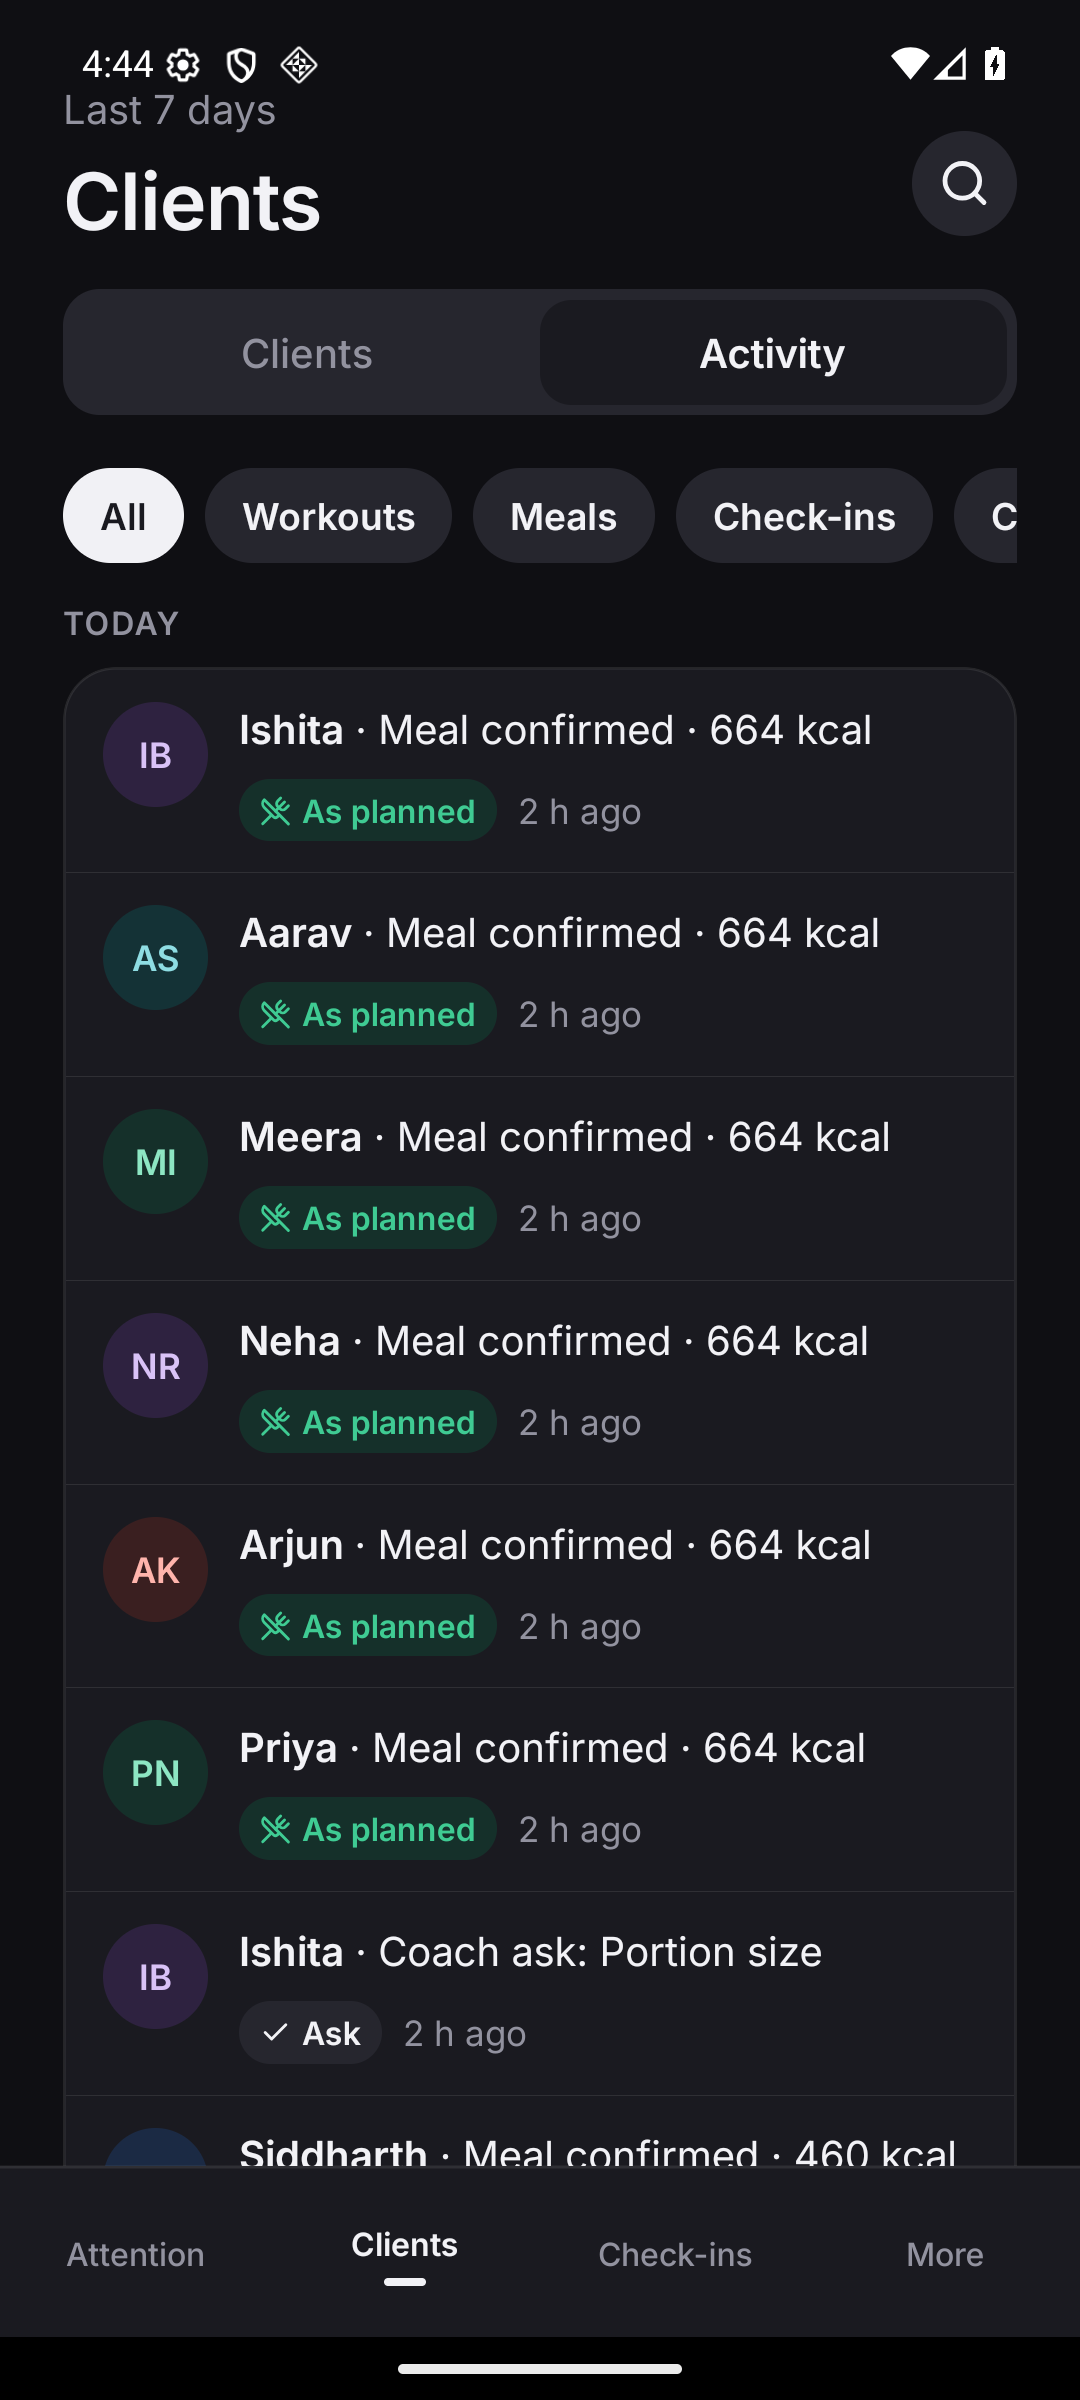 4:44
Last 7 days
Clients
Clients
Activity
All
Workouts
Meals
Check-ins
C
TODAY
IB
Ishita · Meal confirmed · 664 kcal
As planned
2 h ago
AS
Aarav · Meal confirmed · 664 kcal
As planned
2 h ago
MI
Meera · Meal confirmed · 664 kcal
As planned
2 h ago
NR
Neha · Meal confirmed · 664 kcal
As planned
2 h ago
AK
Arjun · Meal confirmed · 664 kcal
As planned
2 h ago
PN
Priya · Meal confirmed · 664 kcal
As planned
2 h ago
IB
Ishita · Coach ask: Portion size
Ask
2 h ago
Siddharth · Meal confirmed · 460 kcal
Attention
Clients
Check-ins
More